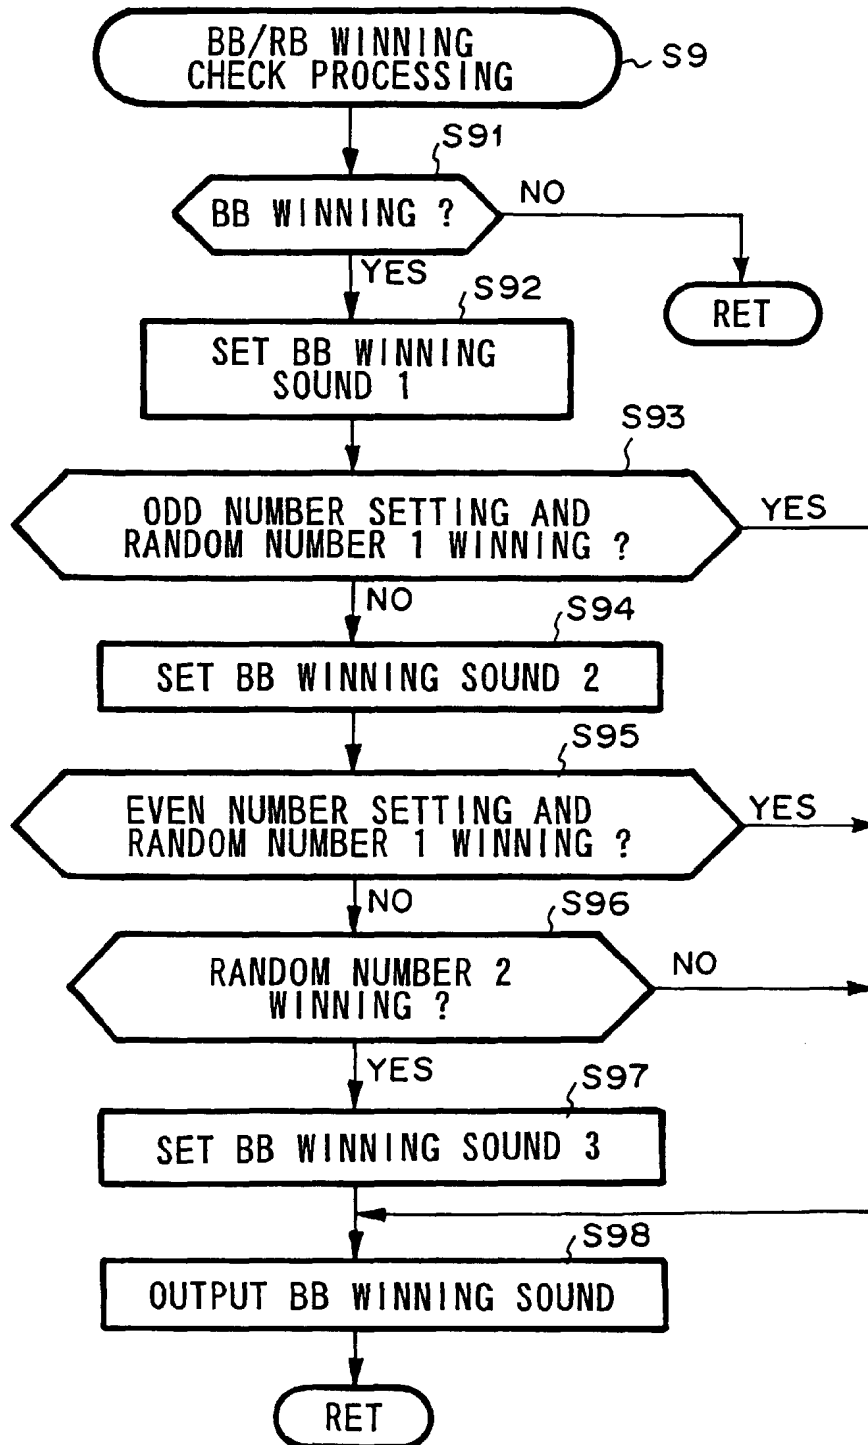 BB/RB WINNING
CHECK PROCESSING
S9
S91
BB WINNING ?
NO
YES
RET
S92
SET BB WINNING
SOUND 1
S93
ODD NUMBER SETTING AND
RANDOM NUMBER 1 WINNING ?
YES
NO
S94
SET BB WINNING SOUND 2
S95
EVEN NUMBER SETTING AND
RANDOM NUMBER 1 WINNING ?
YES
NO
S96
RANDOM NUMBER 2
WINNING ?
NO
YES
S97
SET BB WINNING SOUND 3
S98
OUTPUT BB WINNING SOUND
RET